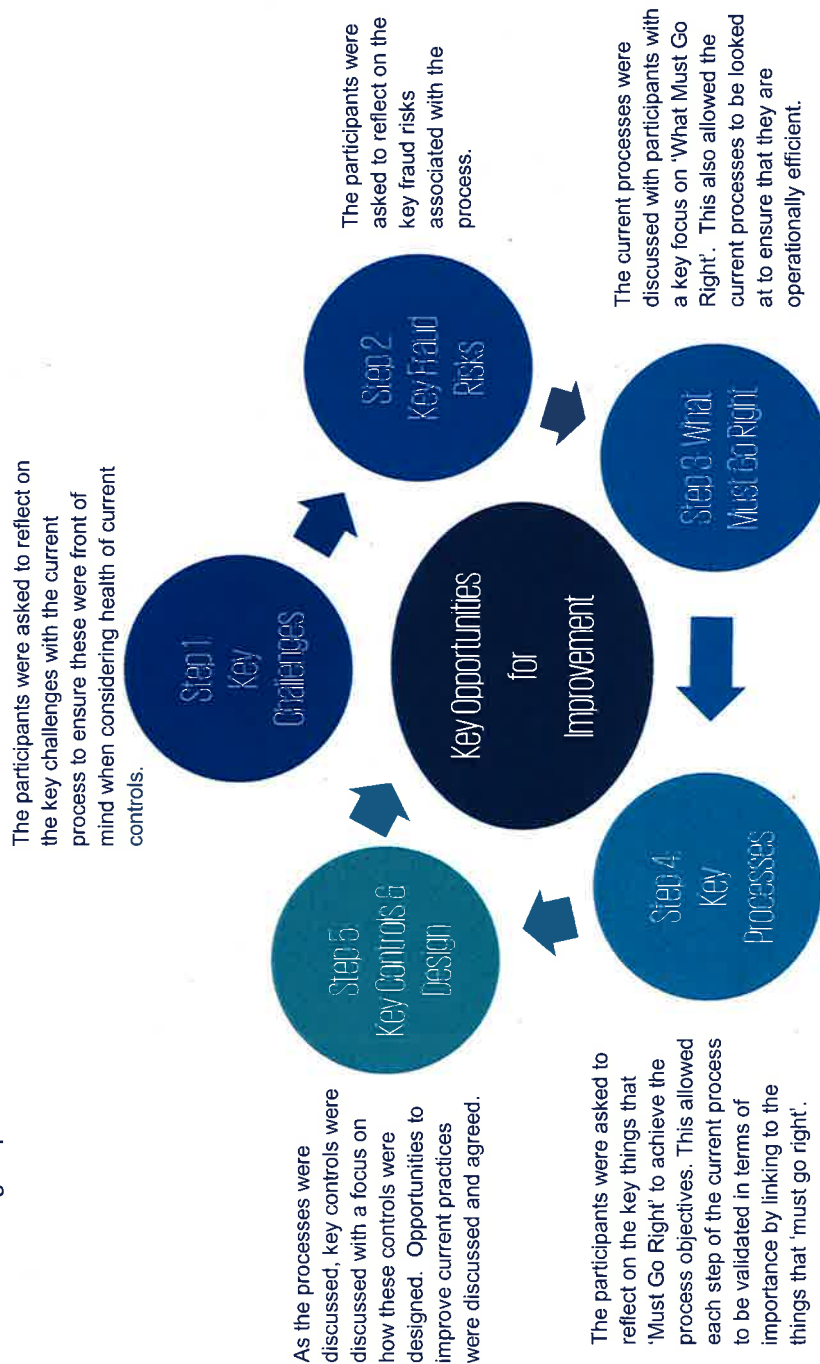 The participants were asked to reflect on
the key challenges with the current
process to ensure these were front of
mind when considering health of current
controls.
Step 1:
Key
Challenges
The participants were
asked to reflect on the
key fraud risks
associated with the
process.
Step 2:
Key Fraud
Risks
The current processes were
discussed with participants with
a key focus on ‘What Must Go
Right’. This also allowed the
current processes to be looked
at to ensure that they are
operationally efficient.
Step 3: What
Must Go Right
The participants were asked to
reflect on the key things that
‘Must Go Right’ to achieve the
process objectives. This allowed
each step of the current process
to be validated in terms of
importance by linking to the
things that ‘must go right’.
Step 4:
Key
Processes
As the processes were
discussed, key controls were
discussed with a focus on
how these controls were
designed. Opportunities to
improve current practices
were discussed and agreed.
Step 5:
Key Controls &
Design
Key Opportunities
for
Improvement